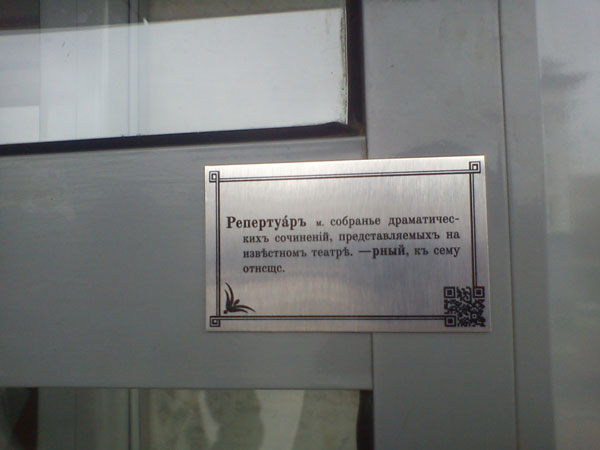 Репертуа́ръ м. собранье драматичес-
кихъ сочиненій, представляемыхъ на
извѣстномъ театрѣ. —рный, къ сему
отнсщс.